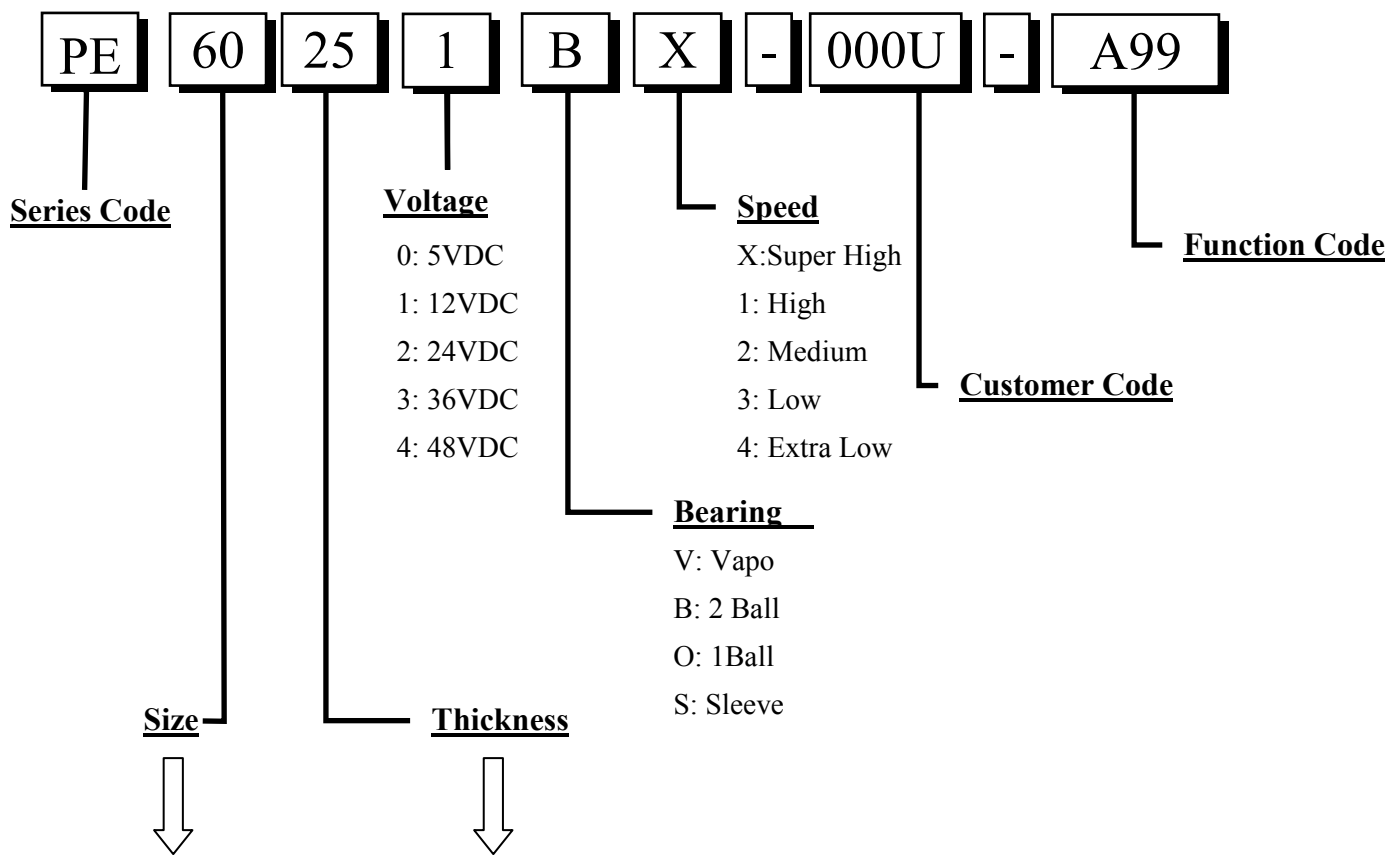 PE 60 25 1 B X - 000U - A99
Series Code
Voltage
0: 5VDC
1: 12VDC
2: 24VDC
3: 36VDC
4: 48VDC
Speed
X:Super High
1: High
2: Medium
3: Low
4: Extra Low
Function Code
Customer Code
Bearing
V: Vapo
B: 2 Ball
O: 1Ball
S: Sleeve
Size
Thickness